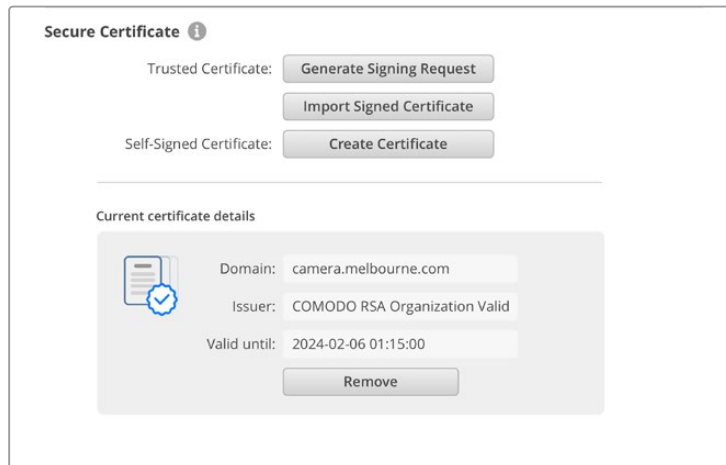 Secure Certificate
Trusted Certificate: Generate Signing Request
Import Signed Certificate
Self-Signed Certificate: Create Certificate
Current certificate details
Domain: camera.melbourne.com
Issuer: COMODO RSA Organization Valid
Valid until: 2024-02-06 01:15:00
Remove